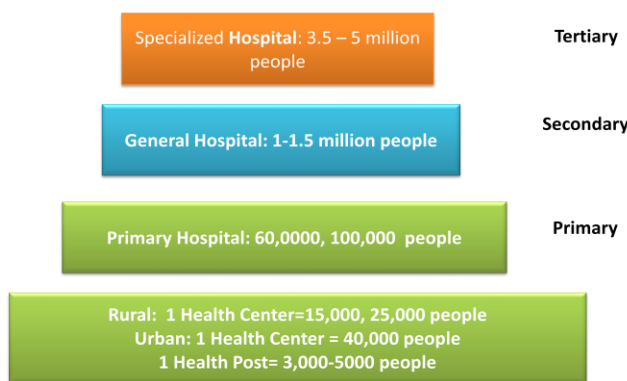 Specialized Hospital: 3.5 – 5 million
people
Tertiary
General Hospital: 1-1.5 million people
Secondary
Primary Hospital: 60,0000, 100,000 people
Primary
Rural: 1 Health Center=15,000, 25,000 people
Urban: 1 Health Center = 40,000 people
1 Health Post= 3,000-5000 people